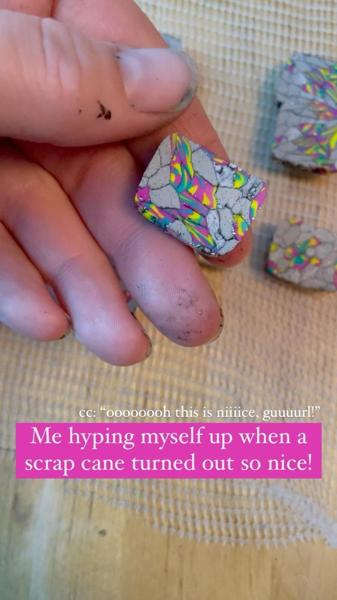 cc: “oooooooh this is niiiice, guuuurl!”
Me hyping myself up when a
scrap cane turned out so nice!